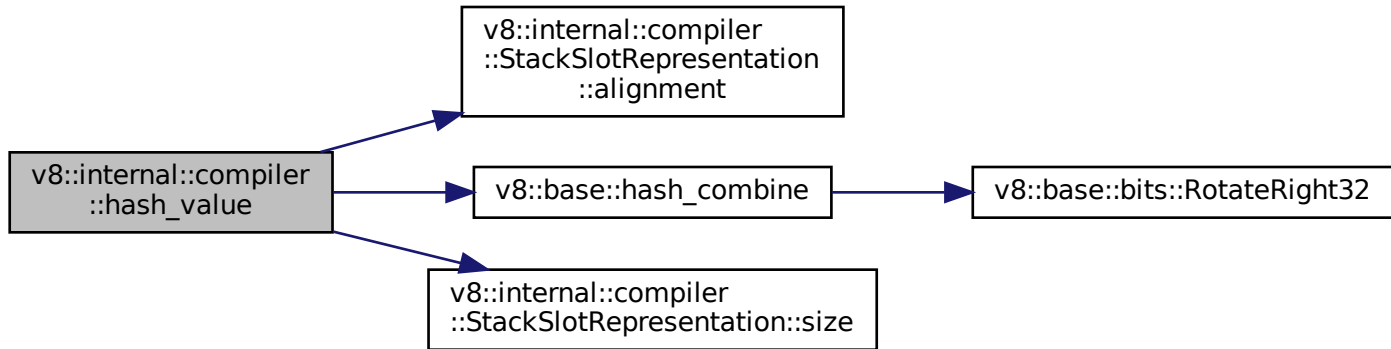 v8::internal::compiler
::hash_value
v8::internal::compiler
::StackSlotRepresentation
::alignment
v8::base::hash_combine
v8::base::bits::RotateRight32
v8::internal::compiler
::StackSlotRepresentation::size